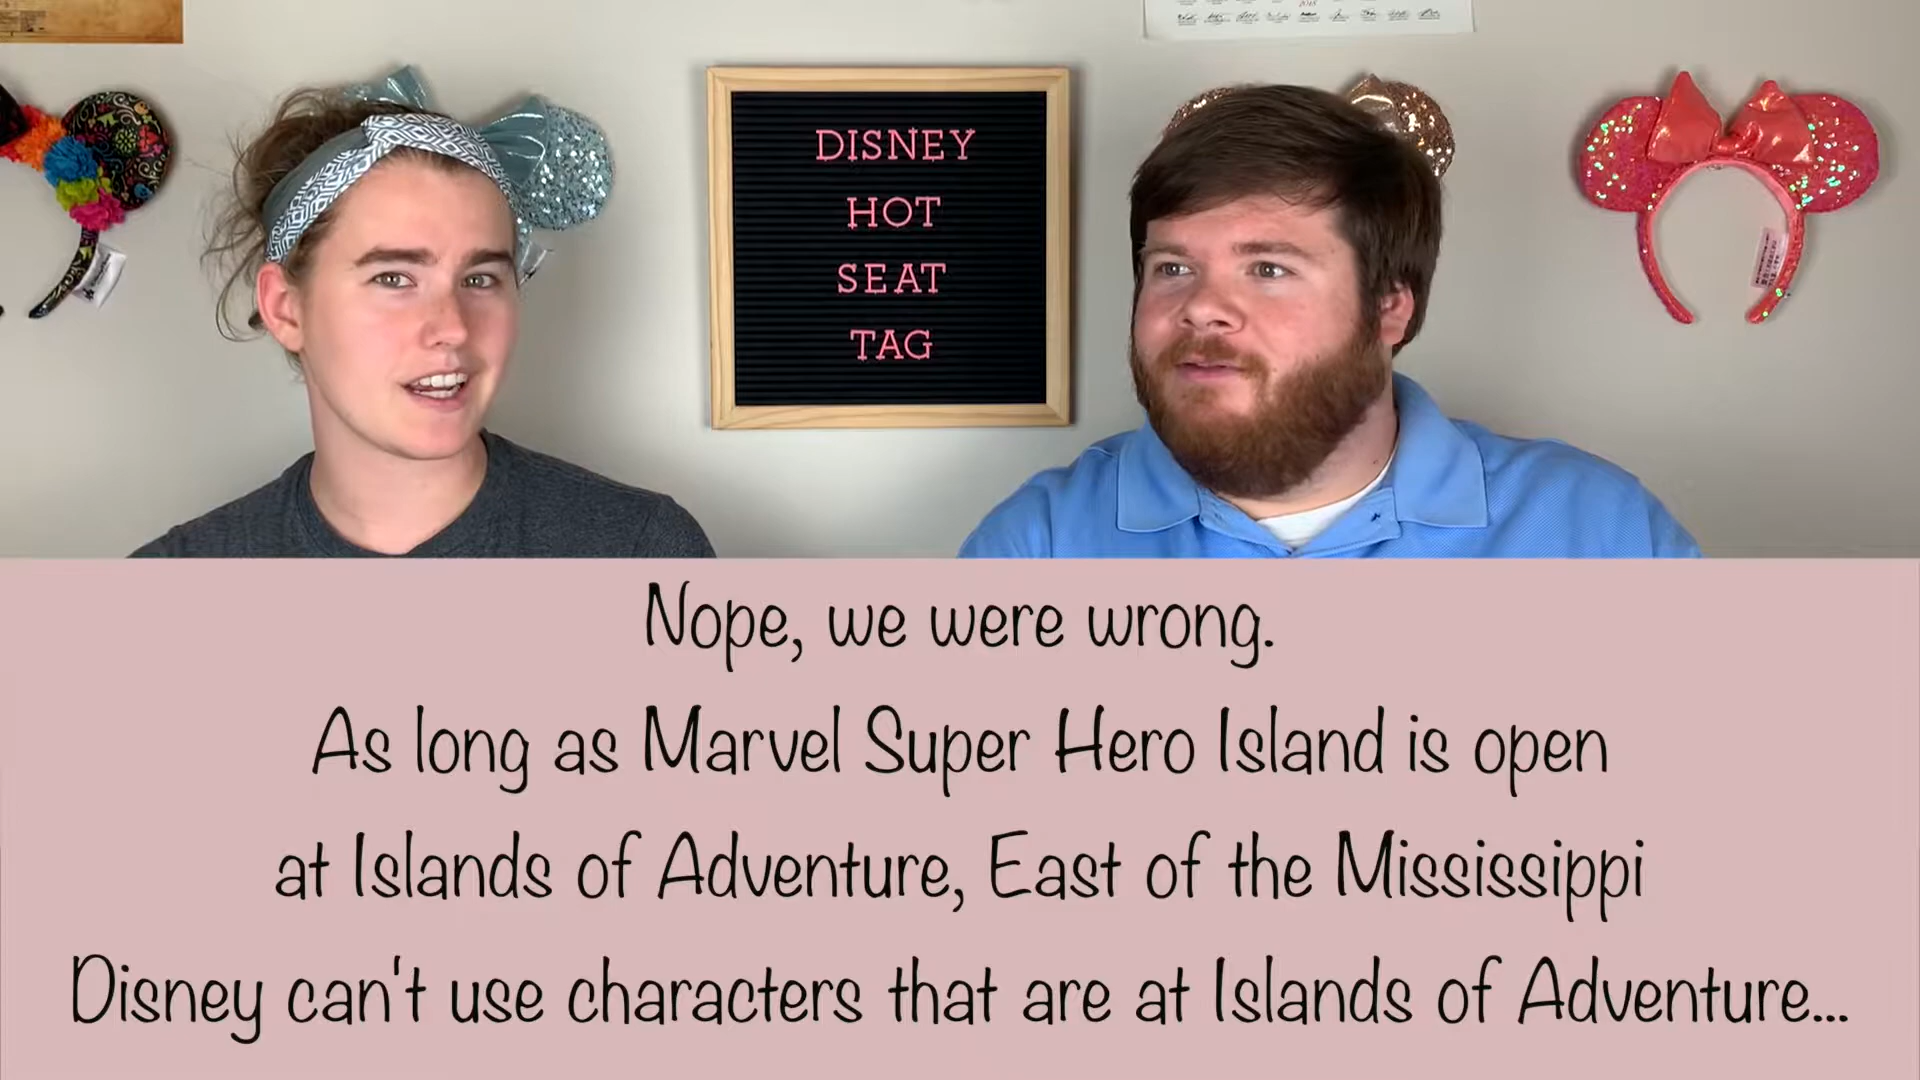 DISNEY
HOT
SEAT
TAG
Nope, we were wrong.
As long as Marvel Super Hero Island is open
at Islands of Adventure, East of the Mississippi
Disney can't use characters that are at Islands of Adventure...